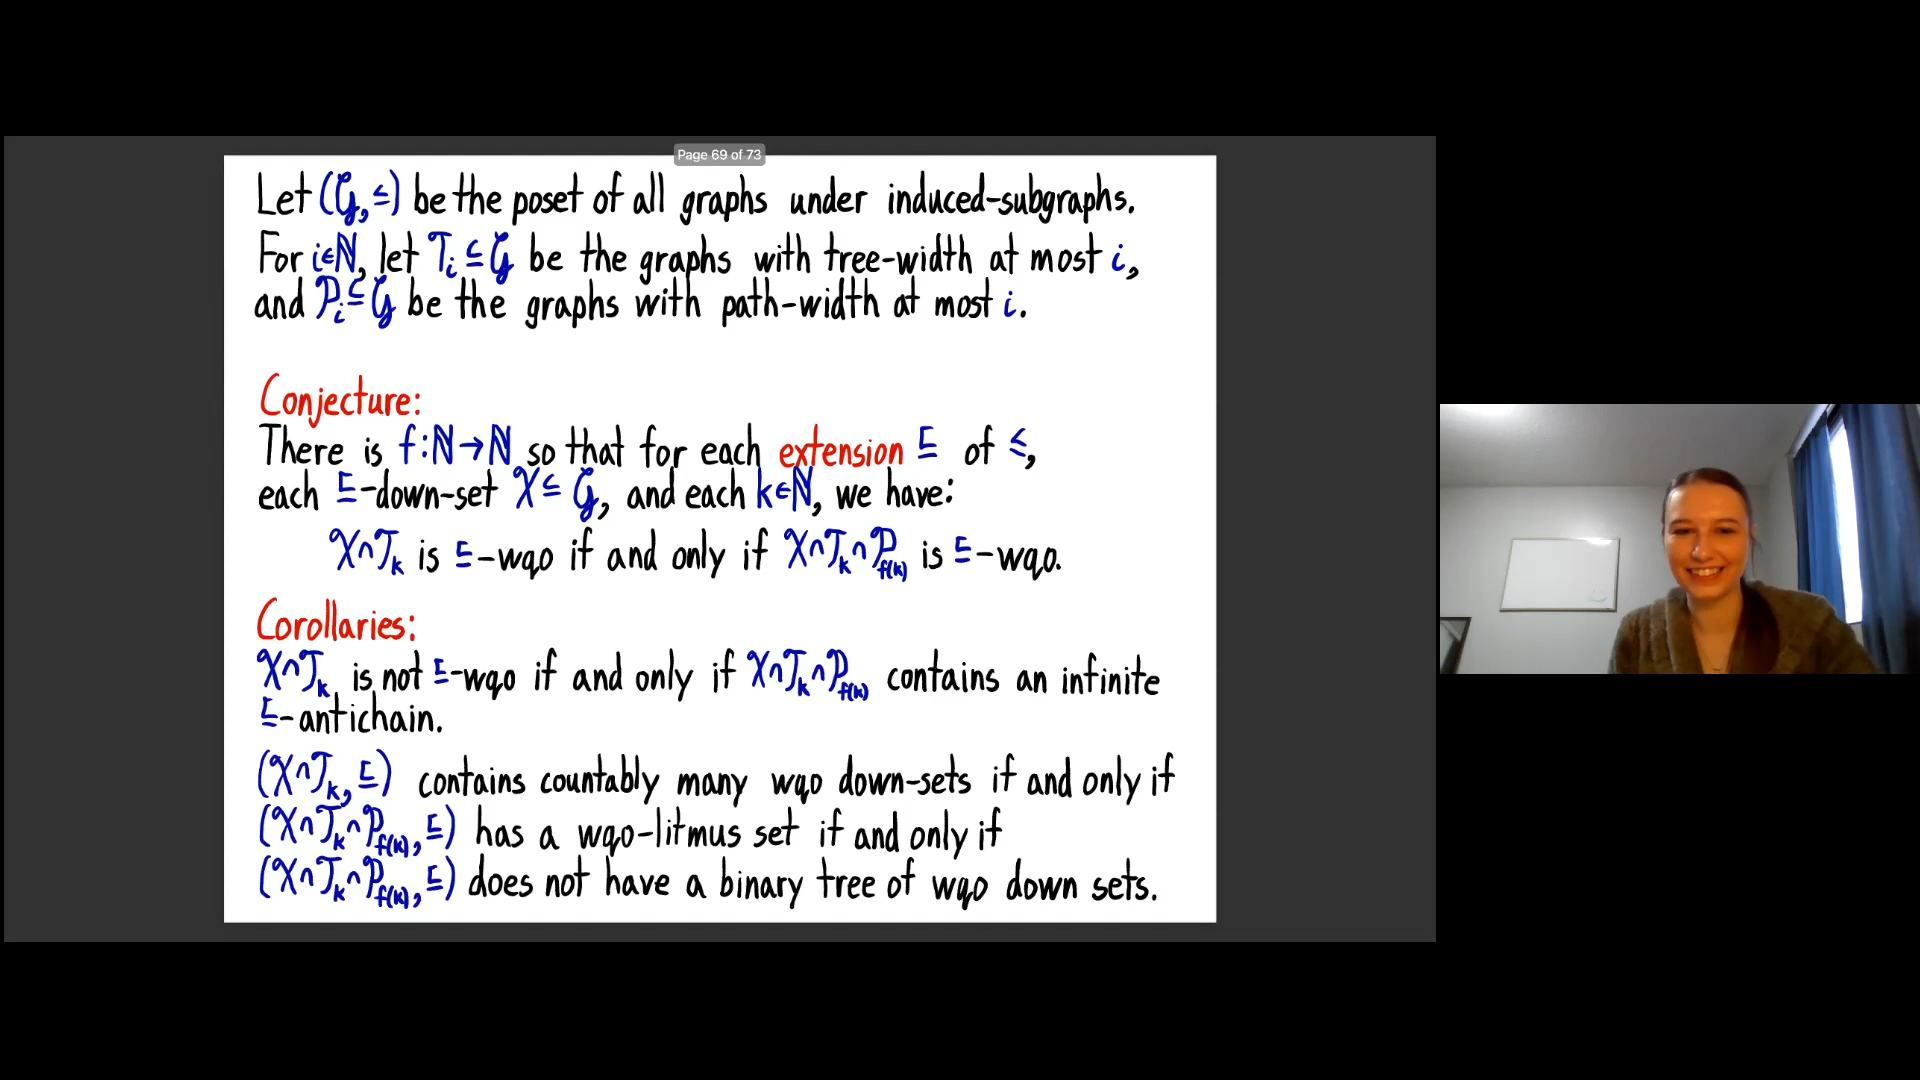 Page 69 of 73
Let (𝒢, ≤) be the poset of all graphs under induced-subgraphs.
For i∈ℕ, let 𝒯ᵢ ⊆ 𝒢 be the graphs with tree-width at most i,
and 𝒫ᵢ ⊆ 𝒢 be the graphs with path-width at most i.
Conjecture:
There is f:ℕ→ℕ so that for each extension ⊑ of ≤,
each ⊑-down-set 𝒳 ⊆ 𝒢, and each k∈ℕ, we have:
𝒳∩𝒯ₖ is ⊑-wqo if and only if 𝒳∩𝒯ₖ∩𝒫_f(k) is ⊑-wqo.
Corollaries:
𝒳∩𝒯ₖ is not ⊑-wqo if and only if 𝒳∩𝒯ₖ∩𝒫_f(k) contains an infinite
⊑-antichain.
(𝒳∩𝒯ₖ, ⊑) contains countably many wqo down-sets if and only if
(𝒳∩𝒯ₖ∩𝒫_f(k), ⊑) has a wqo-litmus set if and only if
(𝒳∩𝒯ₖ∩𝒫_f(k), ⊑) does not have a binary tree of wqo down sets.